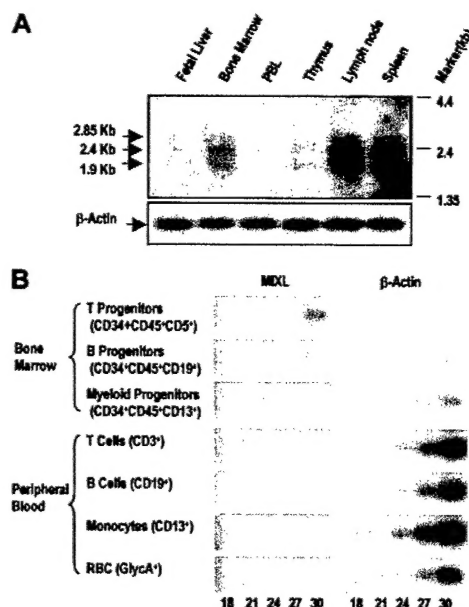 A
Fetal Liver Bone Marrow PBL Thymus Lymph node Spleen Marker(kb)
4.4
2.85 Kb
2.4 Kb 2.4
1.9 Kb
1.35
β-Actin
B
MIXL β-Actin
T Progenitors
(CD34+CD45+CD5+)
Bone Marrow
B Progenitors
(CD34+CD45+CD19+)
Myeloid Progenitors
(CD34+CD45+CD13+)
T Cells (CD3+)
Peripheral Blood
B Cells (CD19+)
Monocytes (CD13+)
RBC (GlycA+)
18 21 24 27 30 18 21 24 27 30